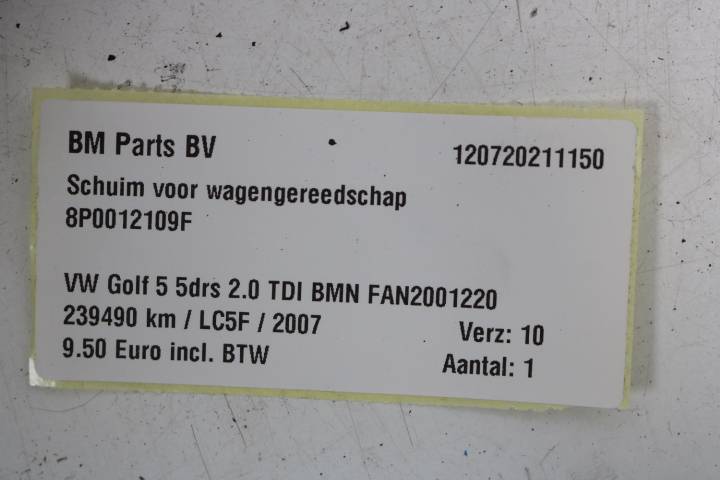 BM Parts BV 120720211150
Schuim voor wagengereedschap
8P0012109F
VW Golf 5 5drs 2.0 TDI BMN FAN2001220
239490 km / LC5F / 2007 Verz: 10
9.50 Euro incl. BTW Aantal: 1